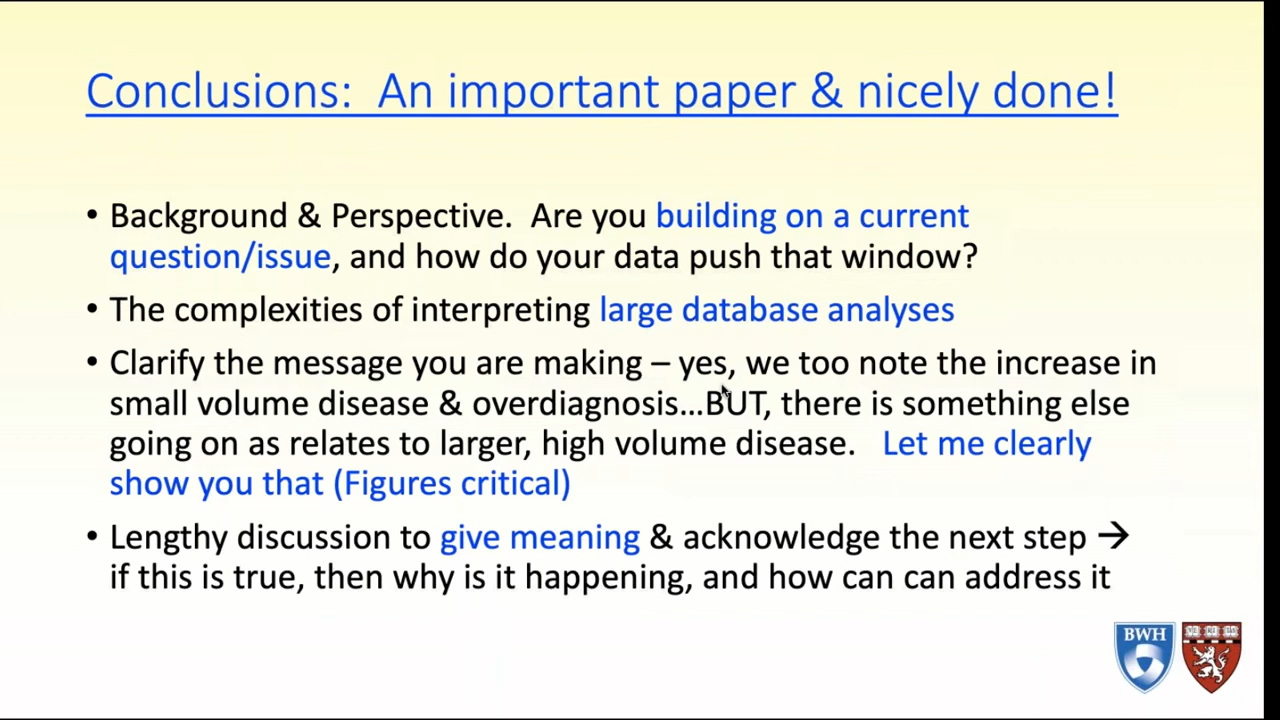 Conclusions: An important paper & nicely done!
• Background & Perspective. Are you building on a current
question/issue, and how do your data push that window?
• The complexities of interpreting large database analyses
• Clarify the message you are making – yes, we too note the increase in
small volume disease & overdiagnosis...BUT, there is something else
going on as relates to larger, high volume disease. Let me clearly
show you that (Figures critical)
• Lengthy discussion to give meaning & acknowledge the next step →
if this is true, then why is it happening, and how can can address it
BWH